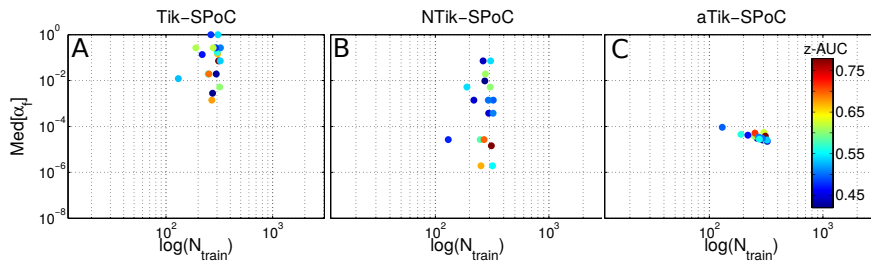 Tik-SPoC
NTik-SPoC
aTik-SPoC
A
B
C
z-AUC
0.75
0.65
0.55
0.45
Med[α_f]
10^0
10^-2
10^-4
10^-6
10^-8
10^2
10^3
10^2
10^3
10^2
10^3
log(N_train)
log(N_train)
log(N_train)